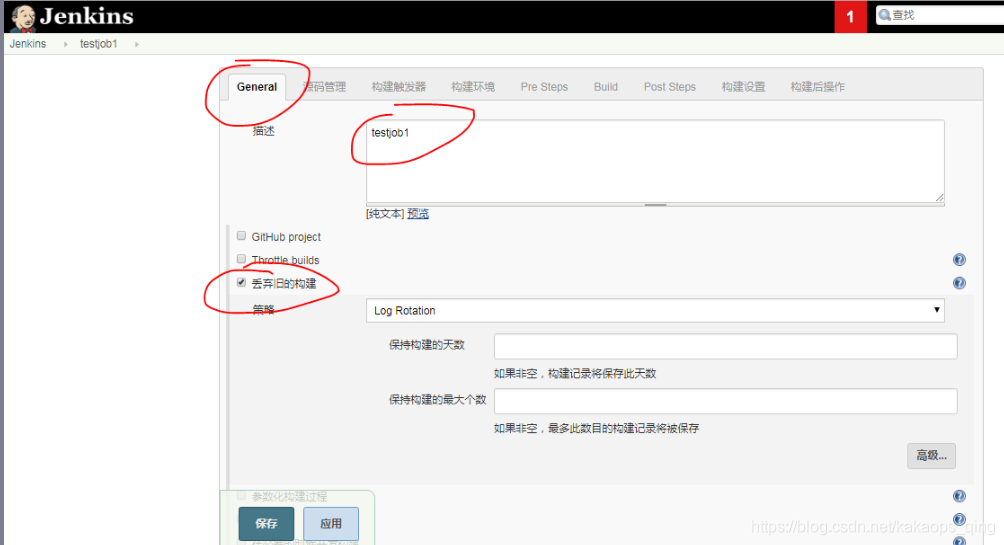 Jenkins
1
查找
Jenkins
testjob1
General
源码管理
构建触发器
构建环境
Pre Steps
Build
Post Steps
构建设置
构建后操作
描述
testjob1
[纯文本] 预览
GitHub project
Throttle builds
丢弃旧的构建
策略
Log Rotation
保持构建的天数
如果非空，构建记录将保存此天数
保持构建的最大个数
如果非空，最多此数目的构建记录将被保存
高级...
参数化构建过程
保存
应用
https://blog.csdn.net/kakaops_qing